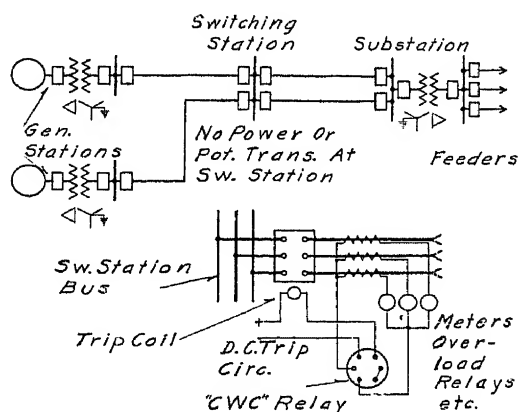 Switching
Station
Substation
Gen.
Stations
No Power Or
Pot. Trans. At
Sw. Station
Feeders
Sw. Station
Bus
Trip Coil
+
-
D.C. Trip
Circ.
"CWC" Relay
Meters
Over-
load
Relays
etc.